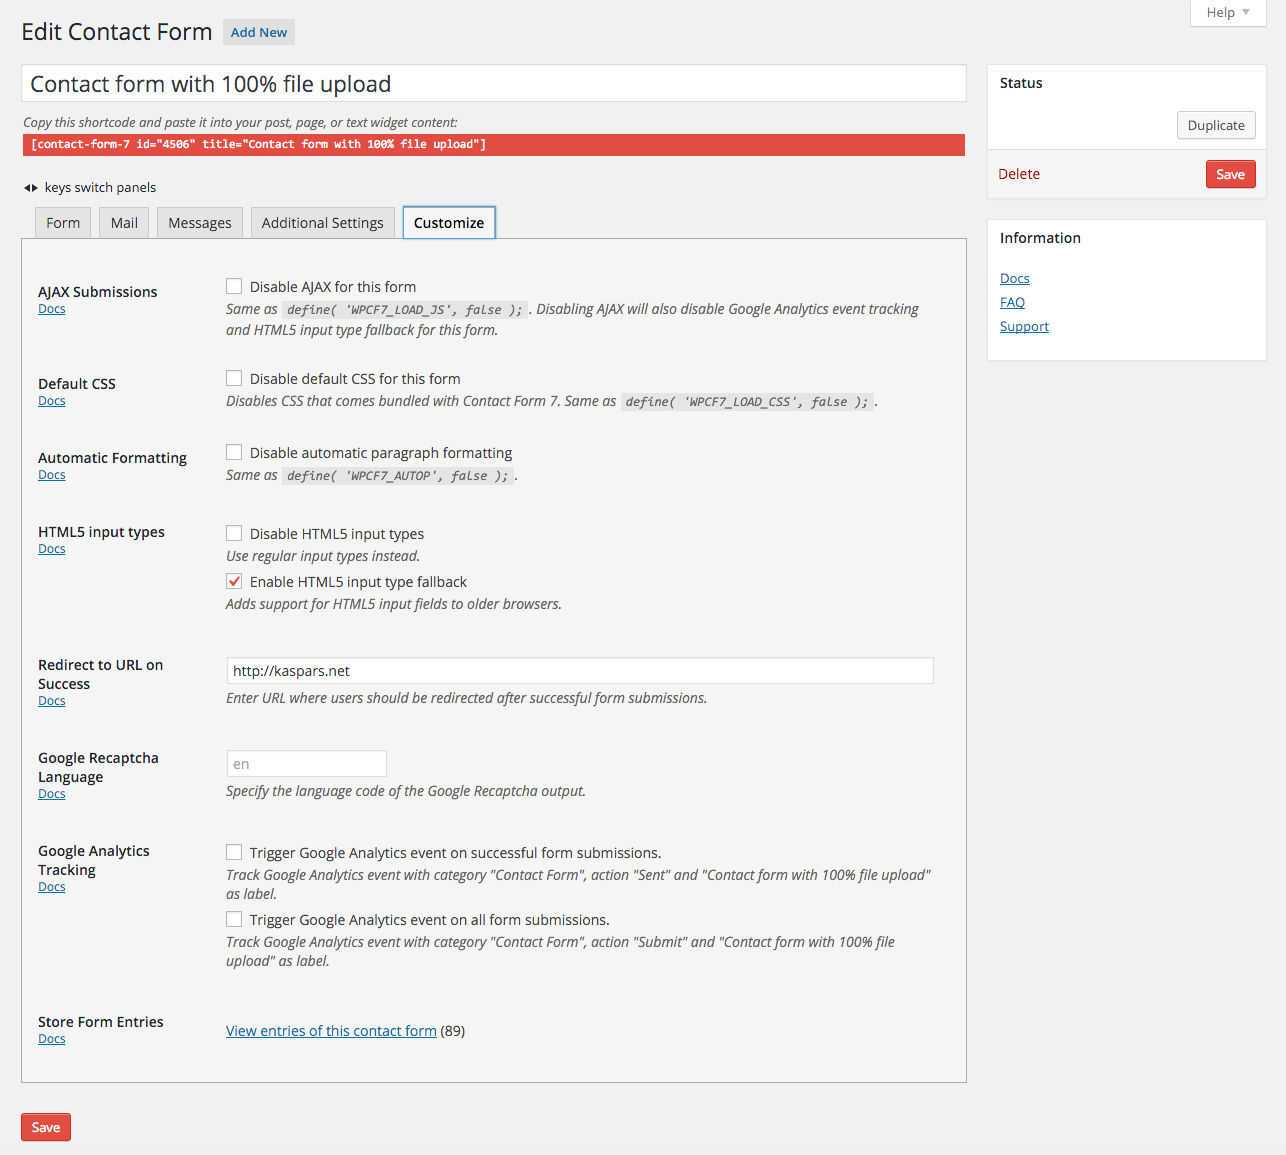 Help
Edit Contact Form
Add New
Contact form with 100% file upload
Copy this shortcode and paste it into your post, page, or text widget content:
[contact-form-7 id="4506" title="Contact form with 100% file upload"]
keys switch panels
Form
Mail
Messages
Additional Settings
Customize
AJAX Submissions
Docs
Disable AJAX for this form
Same as define( 'WPCF7_LOAD_JS', false ); . Disabling AJAX will also disable Google Analytics event tracking
and HTML5 input type fallback for this form.
Default CSS
Docs
Disable default CSS for this form
Disables CSS that comes bundled with Contact Form 7. Same as define( 'WPCF7_LOAD_CSS', false ); .
Automatic Formatting
Docs
Disable automatic paragraph formatting
Same as define( 'WPCF7_AUTOP', false ); .
HTML5 input types
Docs
Disable HTML5 input types
Use regular input types instead.
Enable HTML5 input type fallback
Adds support for HTML5 input fields to older browsers.
Redirect to URL on
Success
Docs
http://kaspars.net
Enter URL where users should be redirected after successful form submissions.
Google Recaptcha
Language
Docs
en
Specify the language code of the Google Recaptcha output.
Google Analytics
Tracking
Docs
Trigger Google Analytics event on successful form submissions.
Track Google Analytics event with category "Contact Form", action "Sent" and "Contact form with 100% file upload"
as label.
Trigger Google Analytics event on all form submissions.
Track Google Analytics event with category "Contact Form", action "Submit" and "Contact form with 100% file
upload" as label.
Store Form Entries
Docs
View entries of this contact form (89)
Save
Status
Duplicate
Delete
Save
Information
Docs
FAQ
Support